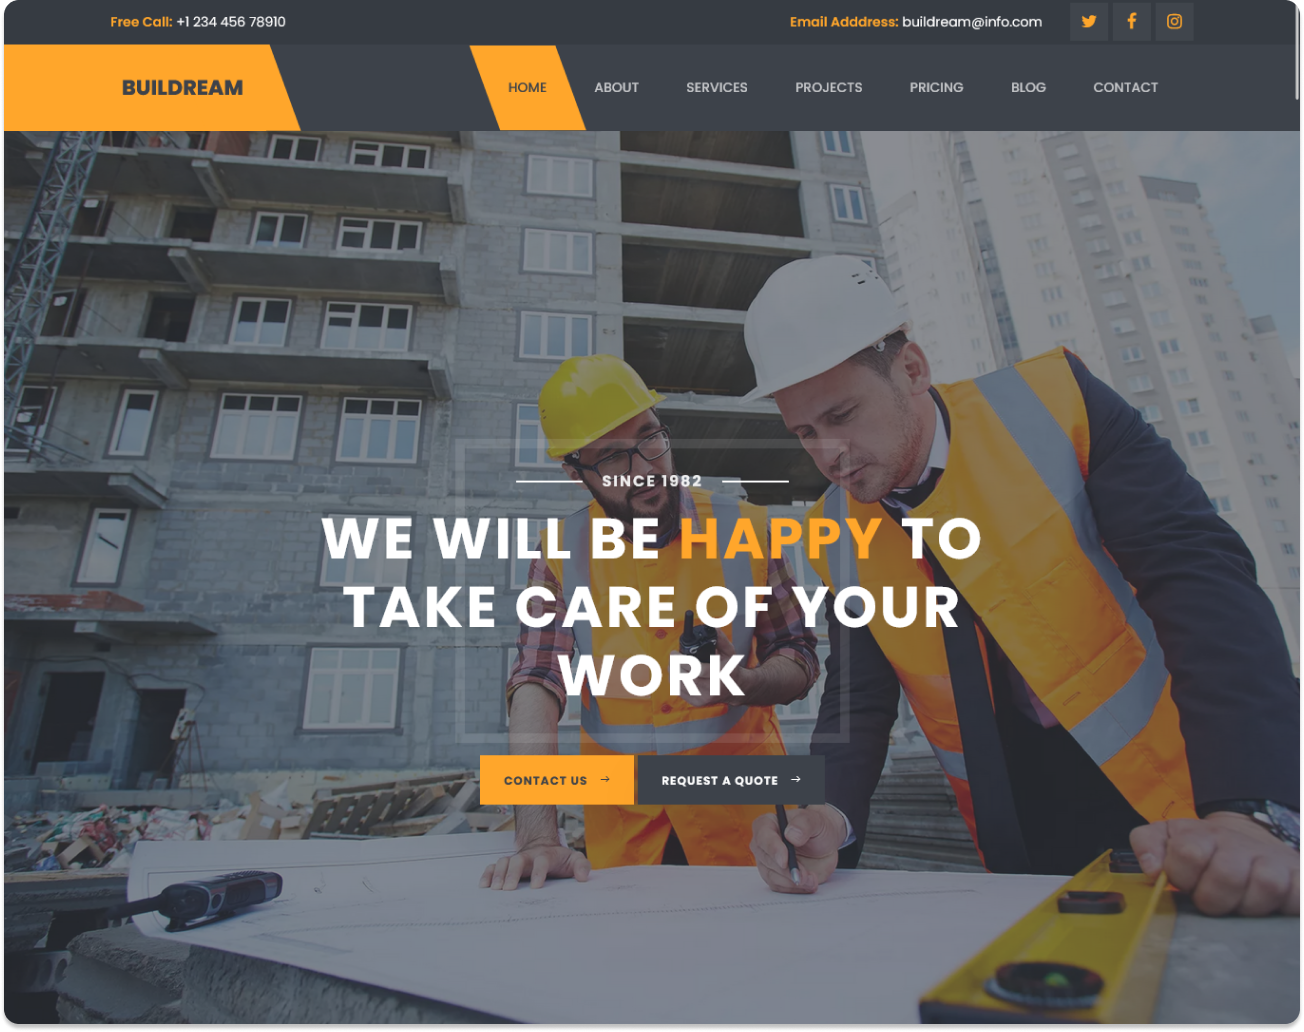 Free Call: +1 234 456 78910
Email Adddress: buildream@info.com
BUILDREAM
HOME ABOUT SERVICES PROJECTS PRICING BLOG CONTACT
SINCE 1982
WE WILL BE HAPPY TO
TAKE CARE OF YOUR
WORK
CONTACT US →
REQUEST A QUOTE →